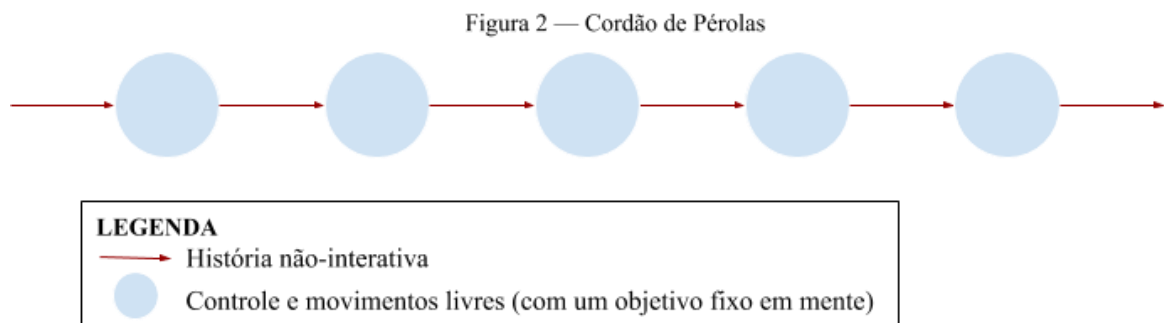 Figura 2 — Cordão de Pérolas
LEGENDA
História não-interativa
Controle e movimentos livres (com um objetivo fixo em mente)